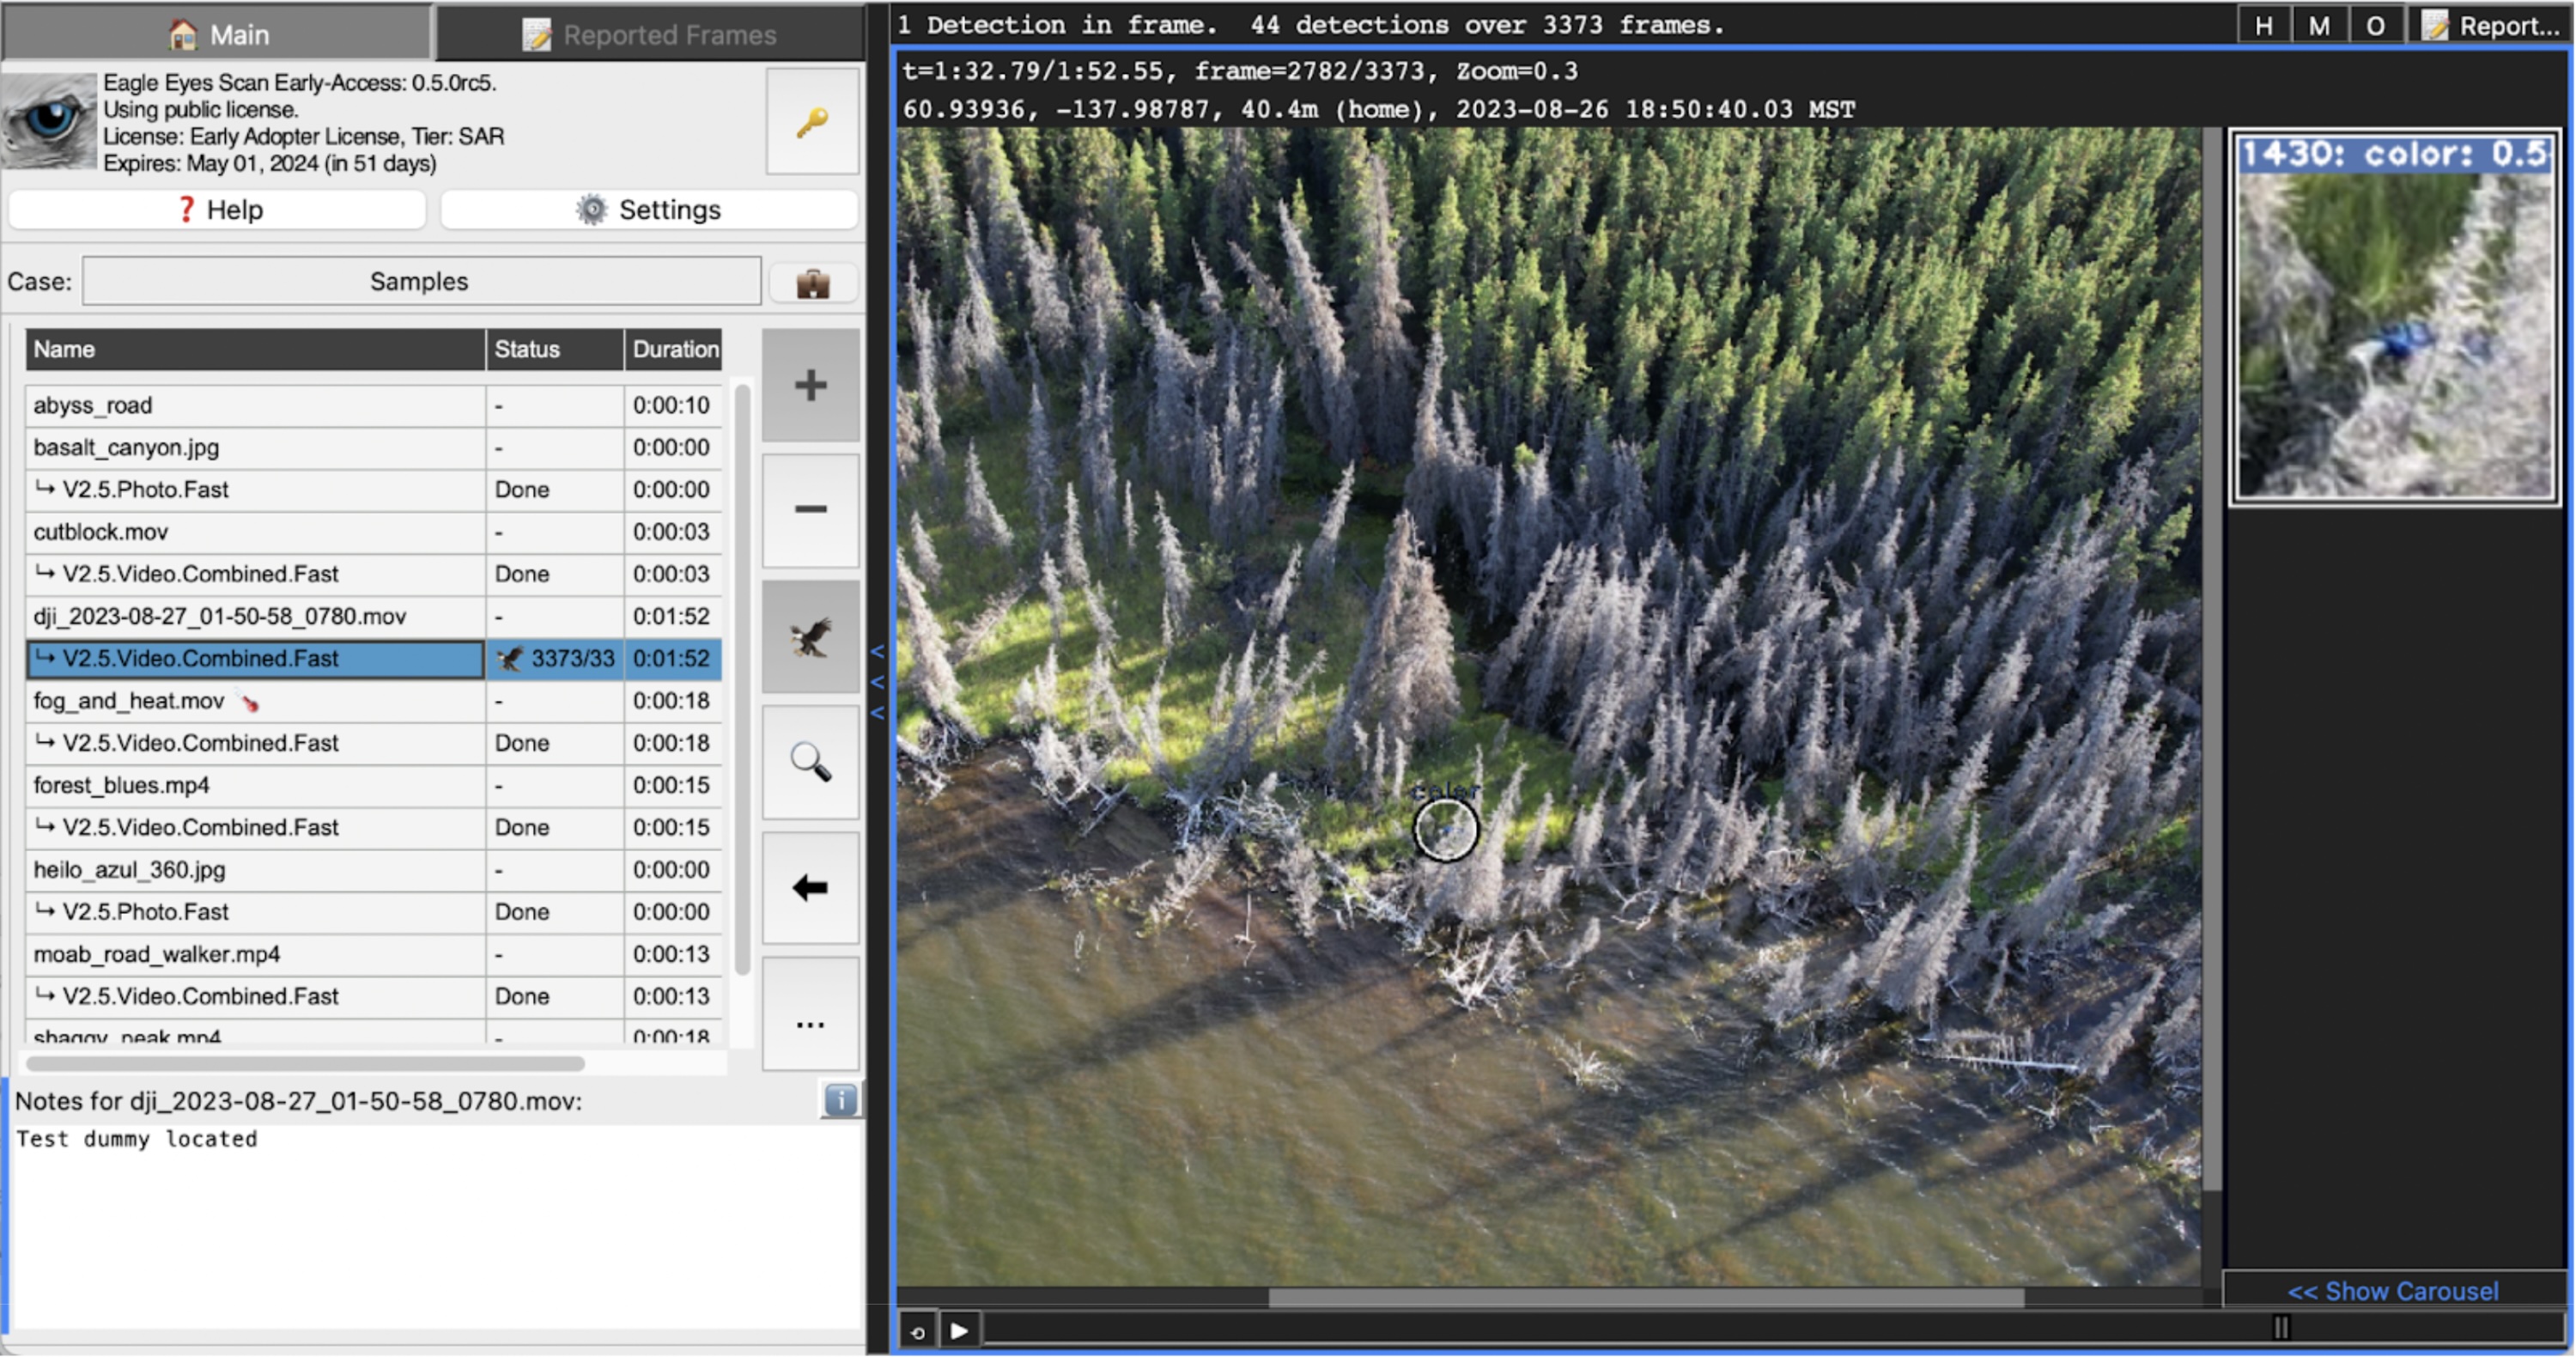 Main
Reported Frames
Eagle Eyes Scan Early-Access: 0.5.0rc5.
Using public license.
License: Early Adopter License, Tier: SAR
Expires: May 01, 2024 (in 51 days)
Help
Settings
Case:
Samples
Name Status Duration
abyss_road - 0:00:10
basalt_canyon.jpg - 0:00:00
↳ V2.5.Photo.Fast Done 0:00:00
cutblock.mov - 0:00:03
↳ V2.5.Video.Combined.Fast Done 0:00:03
dji_2023-08-27_01-50-58_0780.mov - 0:01:52
↳ V2.5.Video.Combined.Fast 3373/33 0:01:52
fog_and_heat.mov - 0:00:18
↳ V2.5.Video.Combined.Fast Done 0:00:18
forest_blues.mp4 - 0:00:15
↳ V2.5.Video.Combined.Fast Done 0:00:15
heilo_azul_360.jpg - 0:00:00
↳ V2.5.Photo.Fast Done 0:00:00
moab_road_walker.mp4 - 0:00:13
↳ V2.5.Video.Combined.Fast Done 0:00:13
shaggy_peak.mp4 - 0:00:18
...
Notes for dji_2023-08-27_01-50-58_0780.mov:
Test dummy located
<
<
<
1 Detection in frame. 44 detections over 3373 frames.
H M O Report...
t=1:32.79/1:52.55, frame=2782/3373, Zoom=0.3
60.93936, -137.98787, 40.4m (home), 2023-08-26 18:50:40.03 MST
color
1430: color: 0.5
<< Show Carousel